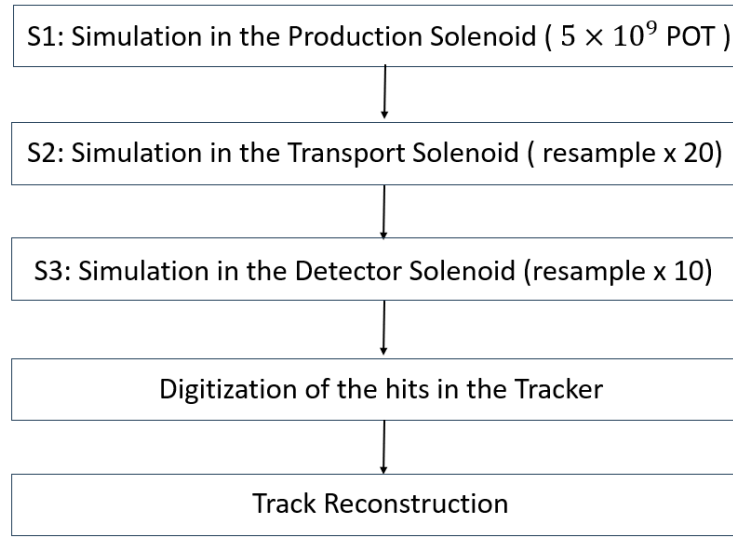 S1: Simulation in the Production Solenoid ( 5 × 10⁹ POT )
S2: Simulation in the Transport Solenoid ( resample x 20)
S3: Simulation in the Detector Solenoid (resample x 10)
Digitization of the hits in the Tracker
Track Reconstruction